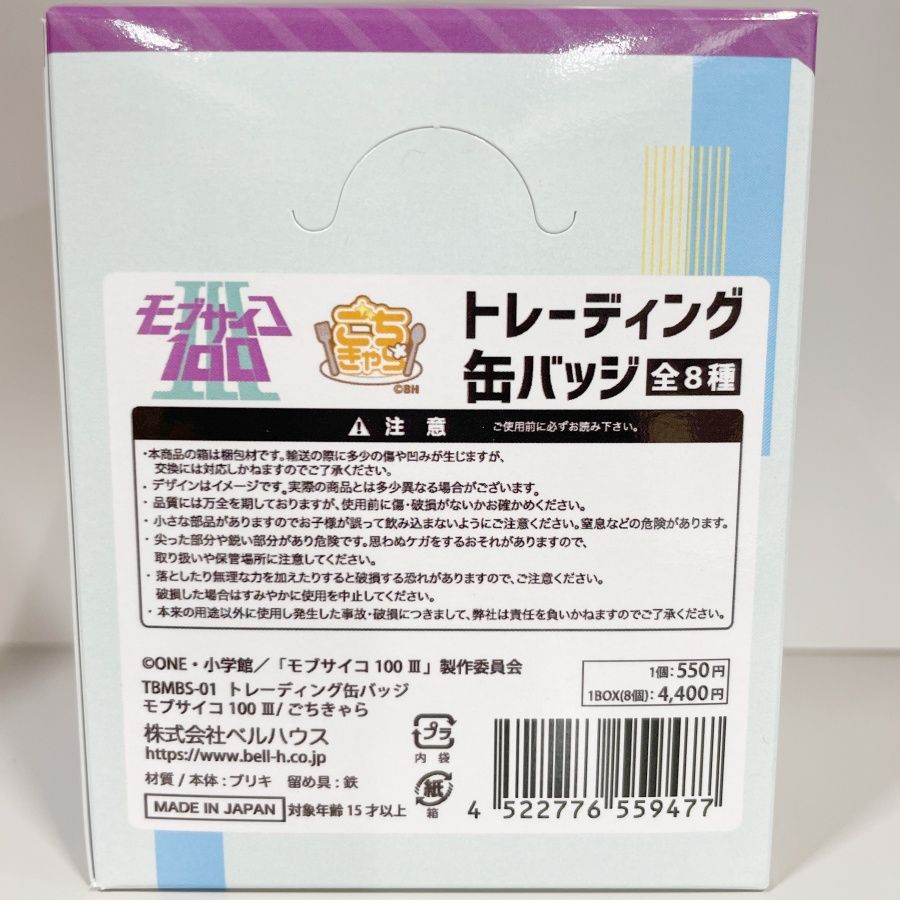 モブサイコ
100
III
ごち
きゃら
©BH
トレーディング
缶バッジ 全8種
注 意 ご使用前に必ずお読み下さい。
・本商品の箱は梱包材です。輸送の際に多少の傷や凹みが生じますが、
交換には対応しかねますのでご了承ください。
・デザインはイメージです。実際の商品とは多少異なる場合がございます。
・品質には万全を期しておりますが、使用前に傷・破損がないかお確かめください。
・小さな部品がありますのでお子様が誤って飲み込まないようにご注意ください。窒息などの危険があります。
・尖った部分や鋭い部分があり危険です。思わぬケガをするおそれがありますので、
取り扱いや保管場所に注意してください。
・落としたり無理な力を加えたりすると破損する恐れがありますので、ご注意ください。
破損した場合はすみやかに使用を中止してください。
・本来の用途以外に使用し発生した事故・破損につきまして、弊社は責任を負いかねますのでご了承ください。
©ONE・小学館/「モブサイコ 100 III」製作委員会
TBMBS-01 トレーディング缶バッジ
モブサイコ 100 III/ ごちきゃら
株式会社ベルハウス
https://www.bell-h.co.jp
材質 / 本体：ブリキ 留め具：鉄
MADE IN JAPAN 対象年齢 15才以上
プラ
内袋
紙
箱
1個：550円
1BOX(8個)：4,400円
4 522776 559477